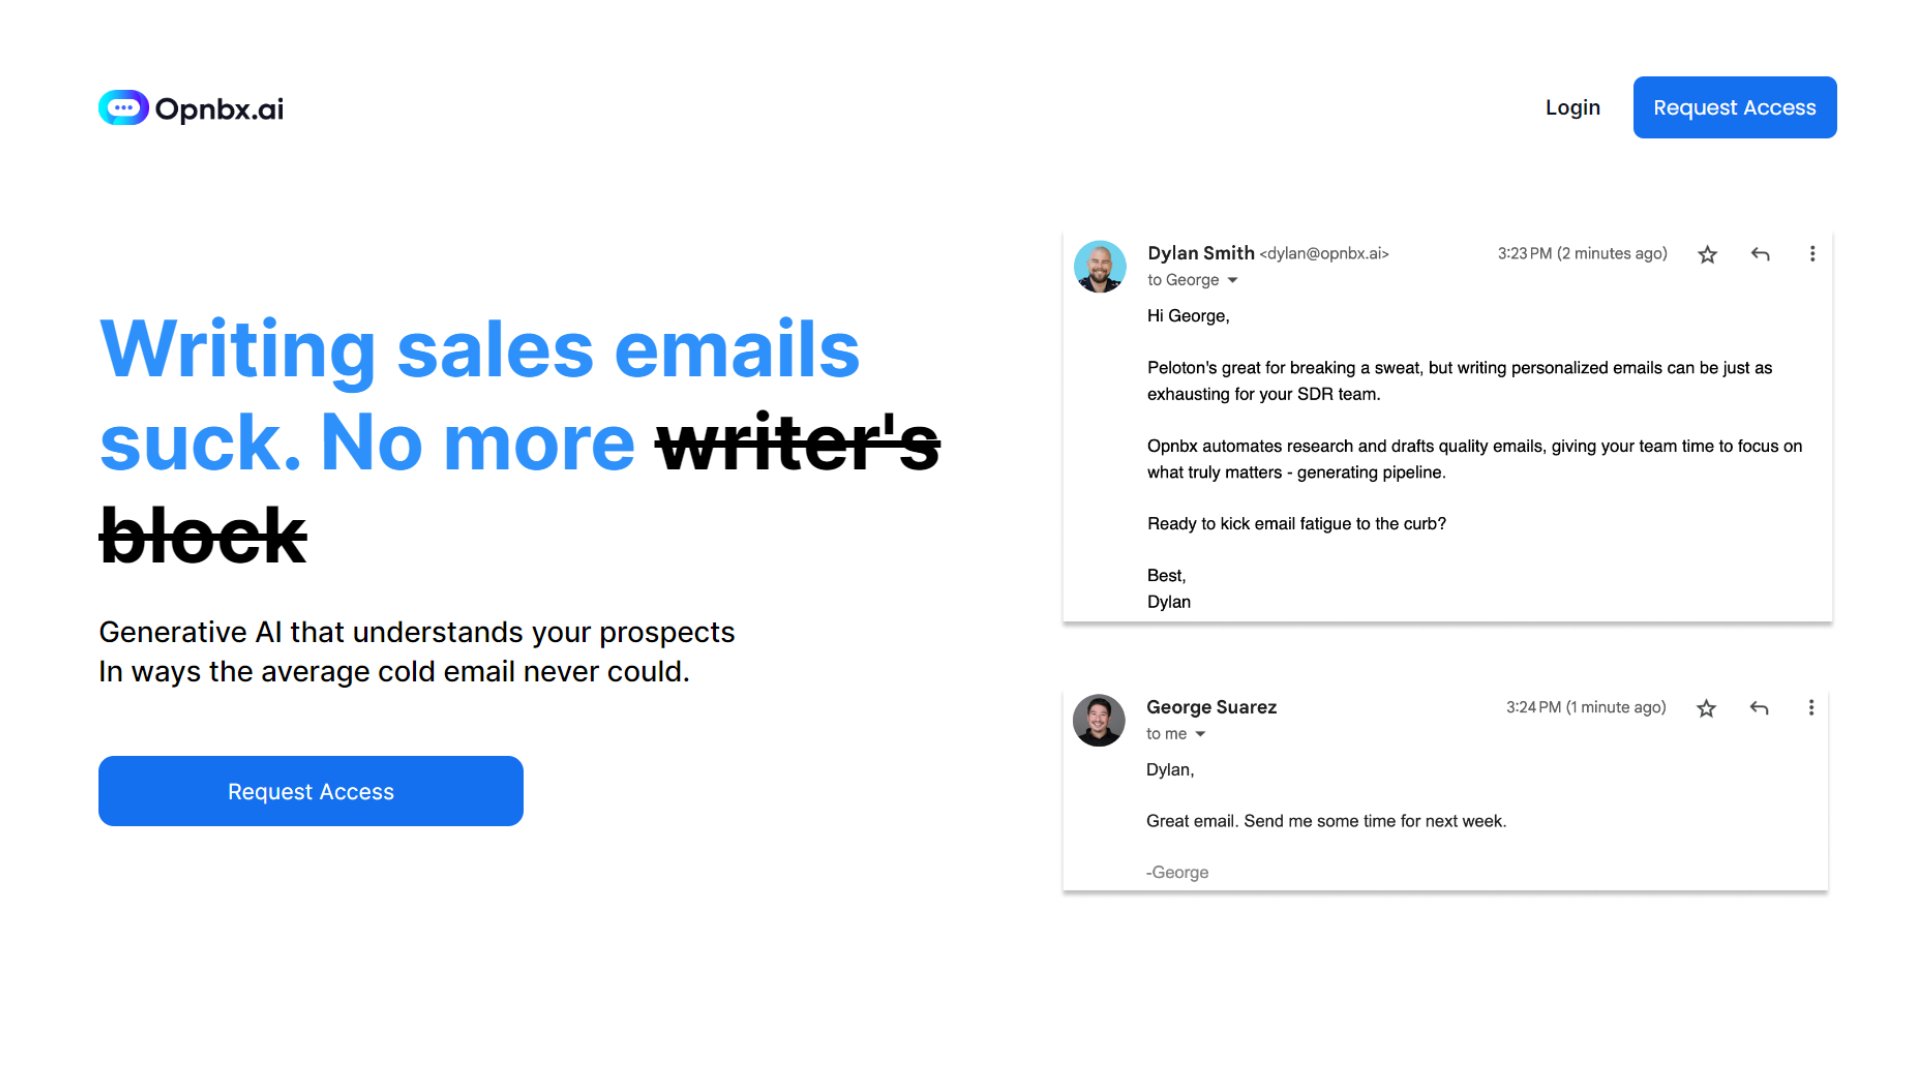 Opnbx.ai
Login
Request Access
Writing sales emails
suck. No more writer's
block
Generative AI that understands your prospects
In ways the average cold email never could.
Request Access
Dylan Smith <dylan@opnbx.ai>
3:23 PM (2 minutes ago)
to George
Hi George,
Peloton's great for breaking a sweat, but writing personalized emails can be just as
exhausting for your SDR team.
Opnbx automates research and drafts quality emails, giving your team time to focus on
what truly matters - generating pipeline.
Ready to kick email fatigue to the curb?
Best,
Dylan
George Suarez
3:24 PM (1 minute ago)
to me
Dylan,
Great email. Send me some time for next week.
-George